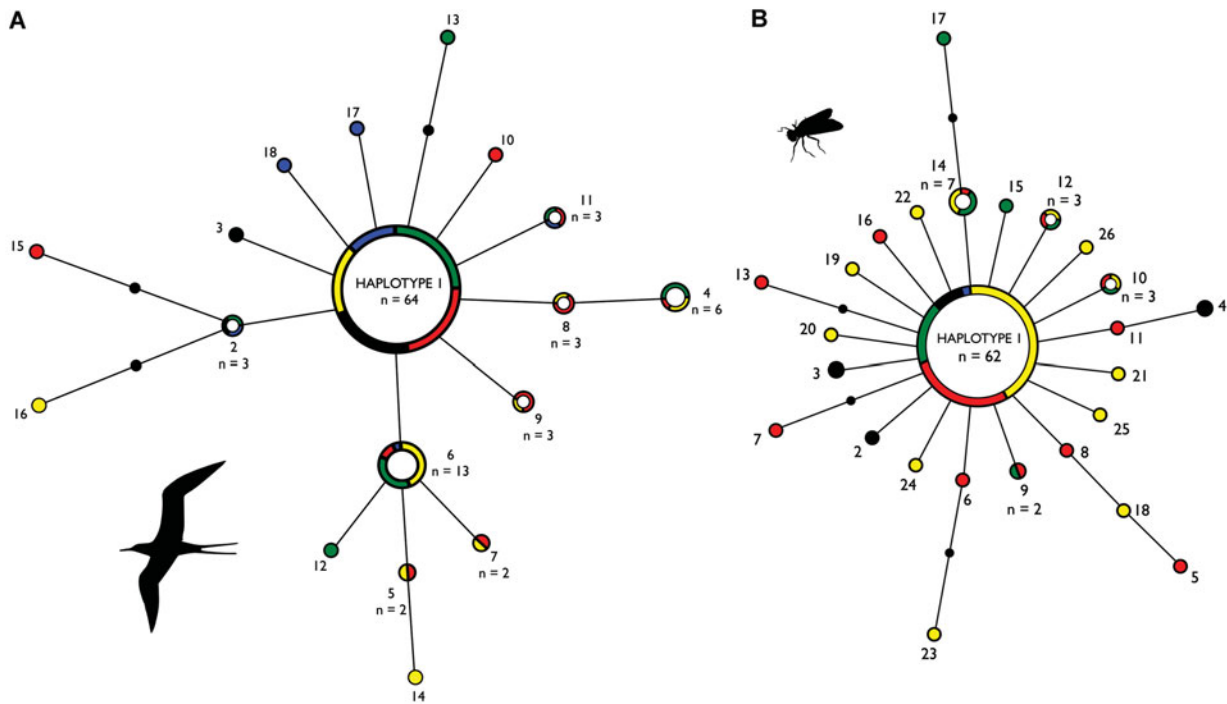 A
13
17
10
18
11
n = 3
3
HAPLOTYPE I
n = 64
15
4
n = 6
8
n = 3
2
n = 3
16
9
n = 3
6
n = 13
12
7
n = 2
5
n = 2
14
B
17
14
n = 7
22
15
12
n = 3
16
26
19
10
n = 3
13
4
11
20
HAPLOTYPE I
n = 62
3
21
25
7
2
8
24
6
9
n = 2
18
5
23